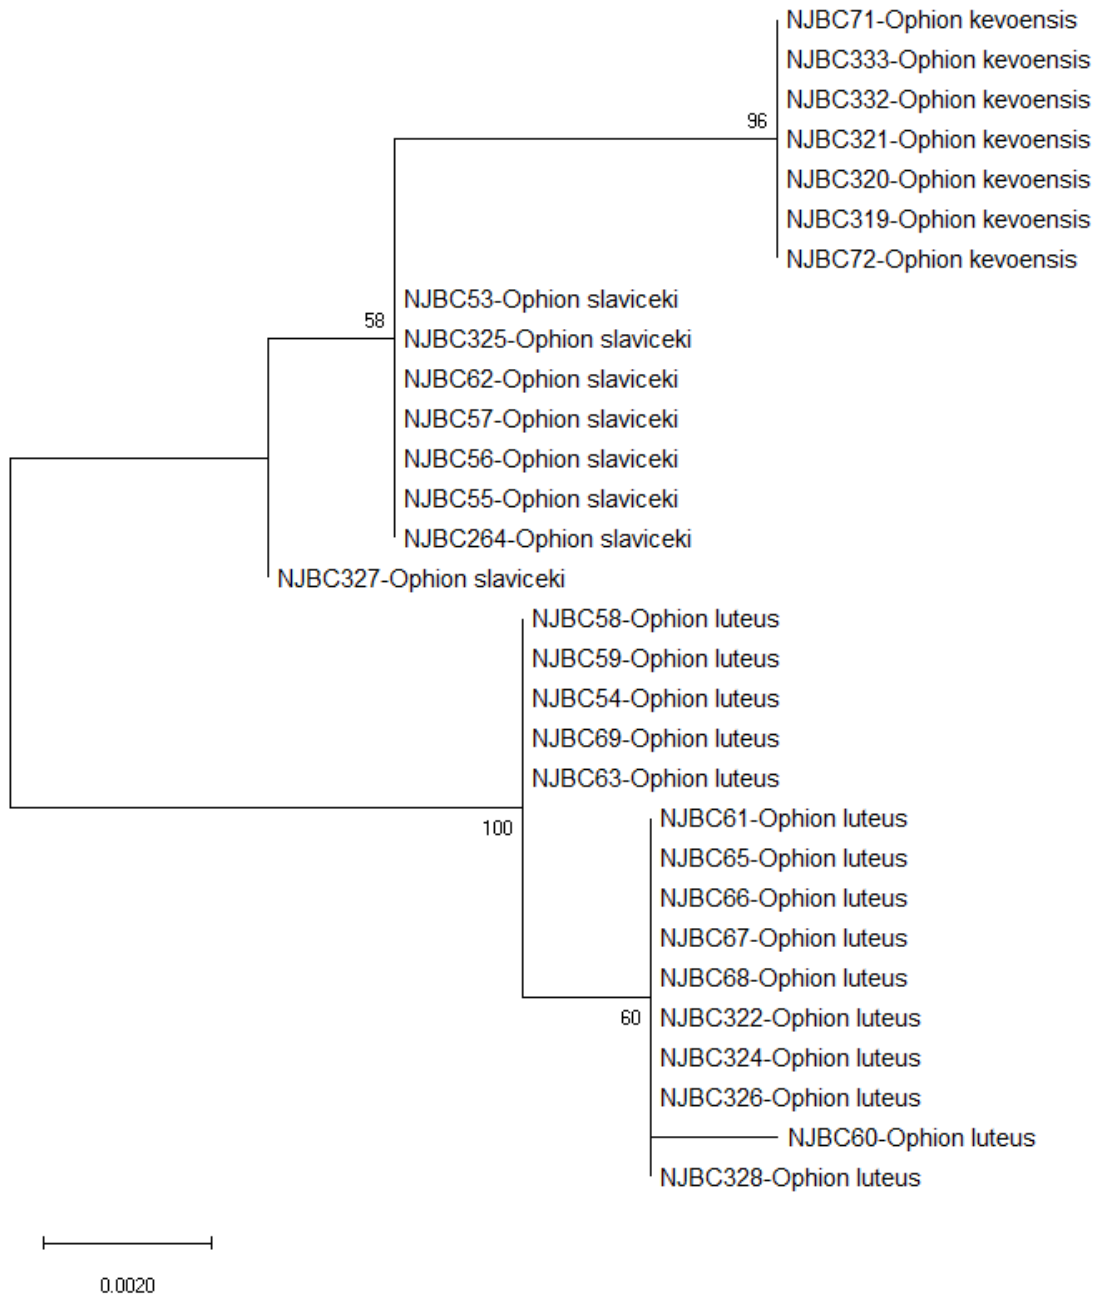 NJBC71-Ophion kevoensis
NJBC333-Ophion kevoensis
NJBC332-Ophion kevoensis
96
NJBC321-Ophion kevoensis
NJBC320-Ophion kevoensis
NJBC319-Ophion kevoensis
NJBC72-Ophion kevoensis
NJBC53-Ophion slaviceki
58
NJBC325-Ophion slaviceki
NJBC62-Ophion slaviceki
NJBC57-Ophion slaviceki
NJBC56-Ophion slaviceki
NJBC55-Ophion slaviceki
NJBC264-Ophion slaviceki
NJBC327-Ophion slaviceki
NJBC58-Ophion luteus
NJBC59-Ophion luteus
NJBC54-Ophion luteus
NJBC69-Ophion luteus
NJBC63-Ophion luteus
NJBC61-Ophion luteus
100
NJBC65-Ophion luteus
NJBC66-Ophion luteus
NJBC67-Ophion luteus
NJBC68-Ophion luteus
60
NJBC322-Ophion luteus
NJBC324-Ophion luteus
NJBC326-Ophion luteus
NJBC60-Ophion luteus
NJBC328-Ophion luteus
0.0020